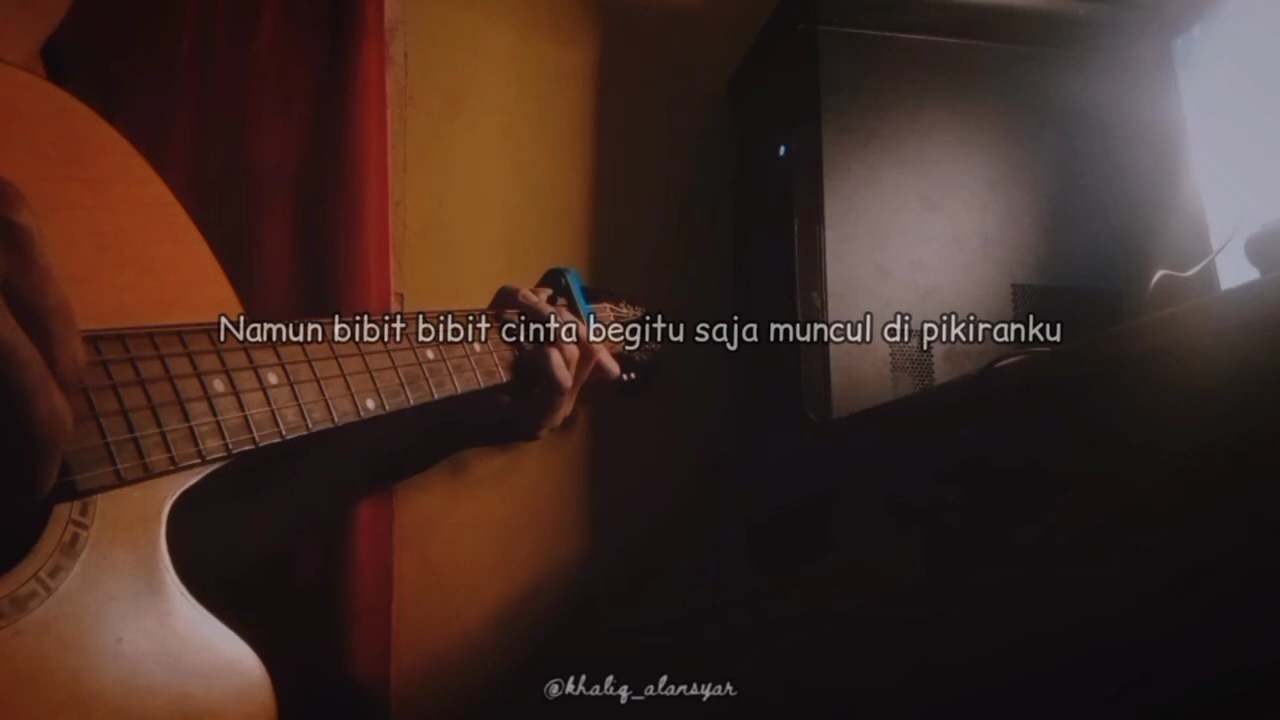 Namun bibit bibit cinta begitu saja muncul di pikiranku
@khaliq_alansyar